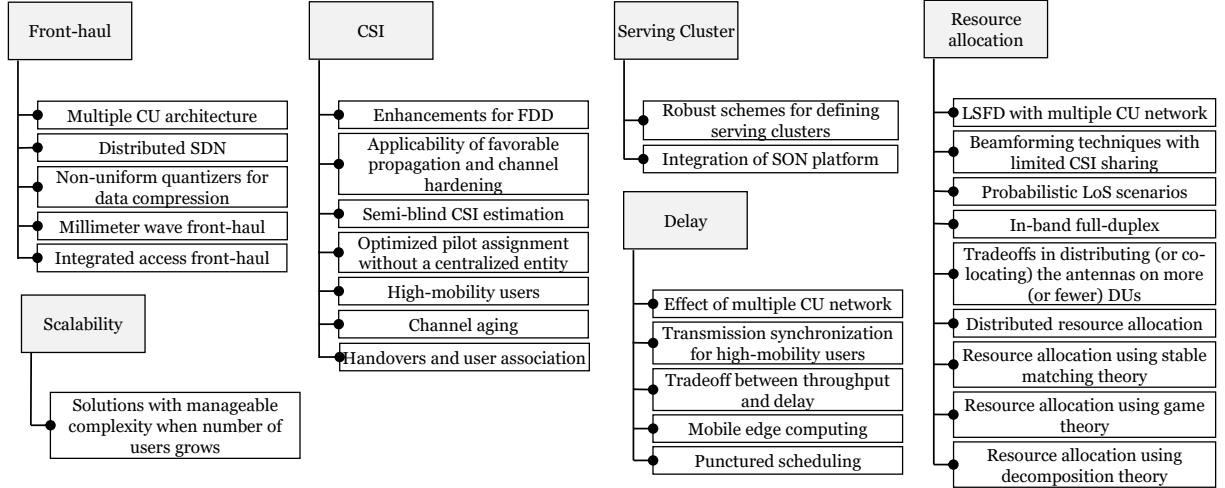 Front-haul
Multiple CU architecture
Distributed SDN
Non-uniform quantizers for
data compression
Millimeter wave front-haul
Integrated access front-haul
Scalability
Solutions with manageable
complexity when number of
users grows
CSI
Enhancements for FDD
Applicability of favorable
propagation and channel
hardening
Semi-blind CSI estimation
Optimized pilot assignment
without a centralized entity
High-mobility users
Channel aging
Handovers and user association
Serving Cluster
Robust schemes for defining
serving clusters
Integration of SON platform
Delay
Effect of multiple CU network
Transmission synchronization
for high-mobility users
Tradeoff between throughput
and delay
Mobile edge computing
Punctured scheduling
Resource
allocation
LSFD with multiple CU network
Beamforming techniques with
limited CSI sharing
Probabilistic LoS scenarios
In-band full-duplex
Tradeoffs in distributing (or co-
locating) the antennas on more
(or fewer) DUs
Distributed resource allocation
Resource allocation using stable
matching theory
Resource allocation using game
theory
Resource allocation using
decomposition theory